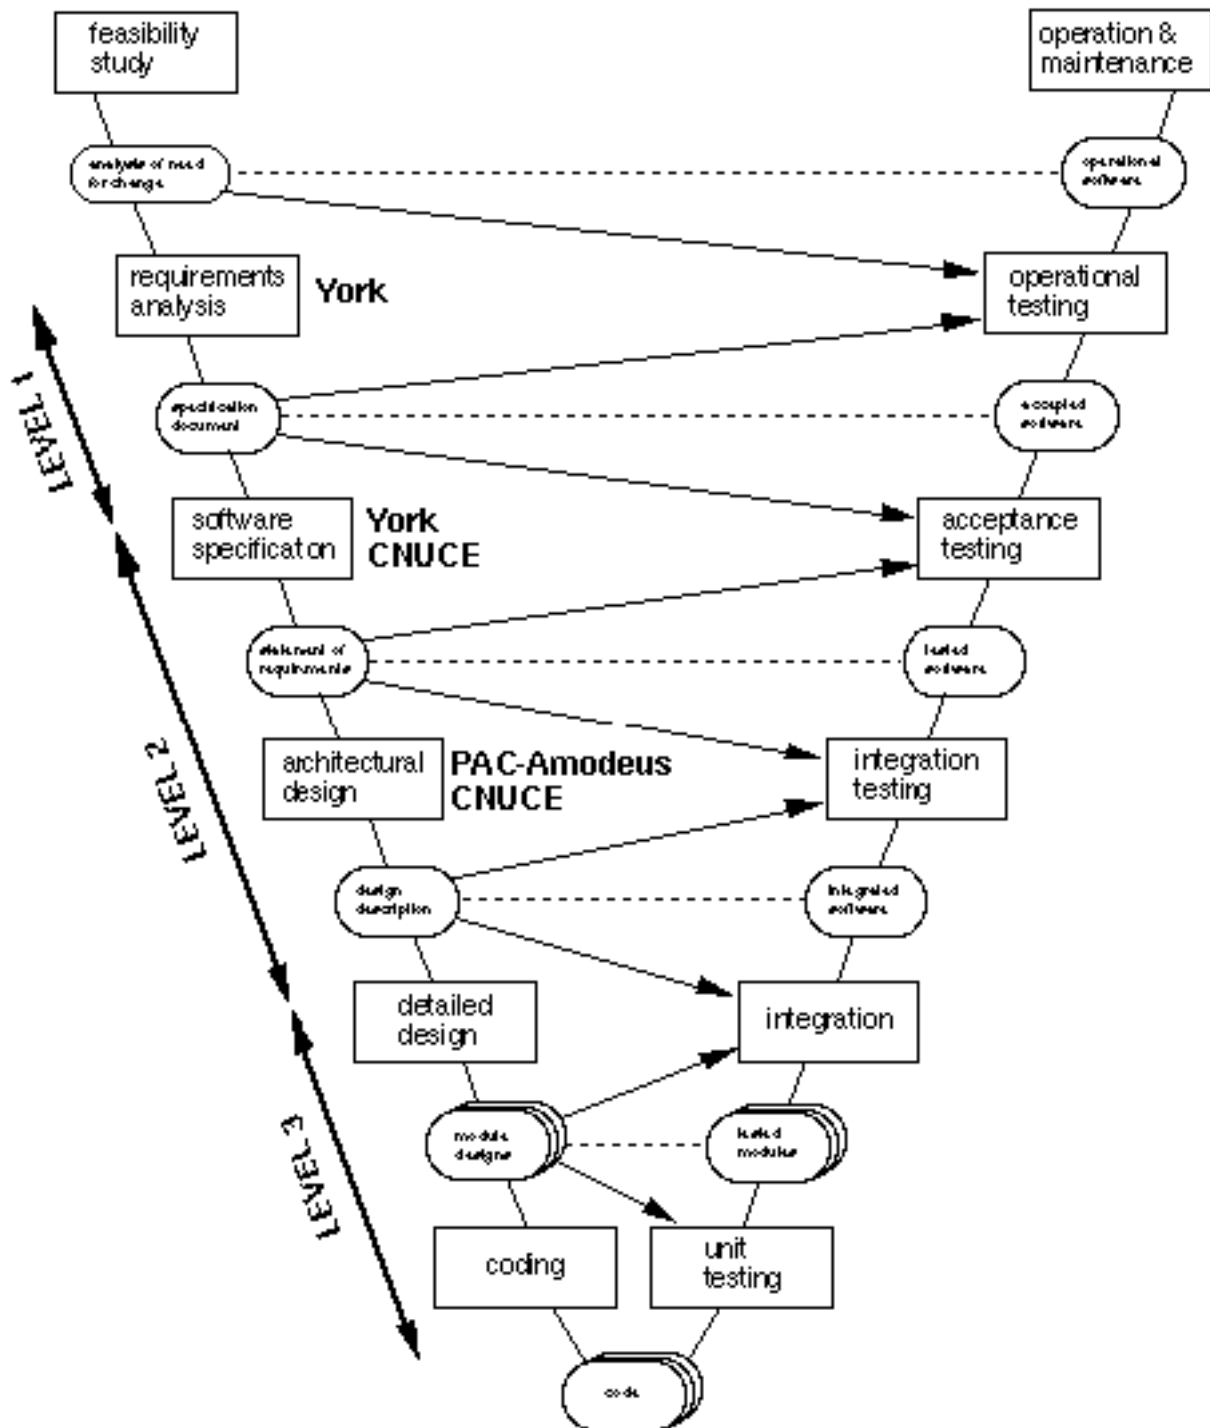 feasibility
study
operation &
maintenance
analysis of need
for change
operational
software
requirements
analysis
York
operational
testing
LEVEL 1
specification
document
accepted
software
software
specification
York
CNUCE
acceptance
testing
statement of
requirements
tested
software
LEVEL 2
architectural
design
PAC-Amodeus
CNUCE
integration
testing
design
description
integrated
software
detailed
design
integration
LEVEL 3
module
designs
tested
modules
coding
unit
testing
code